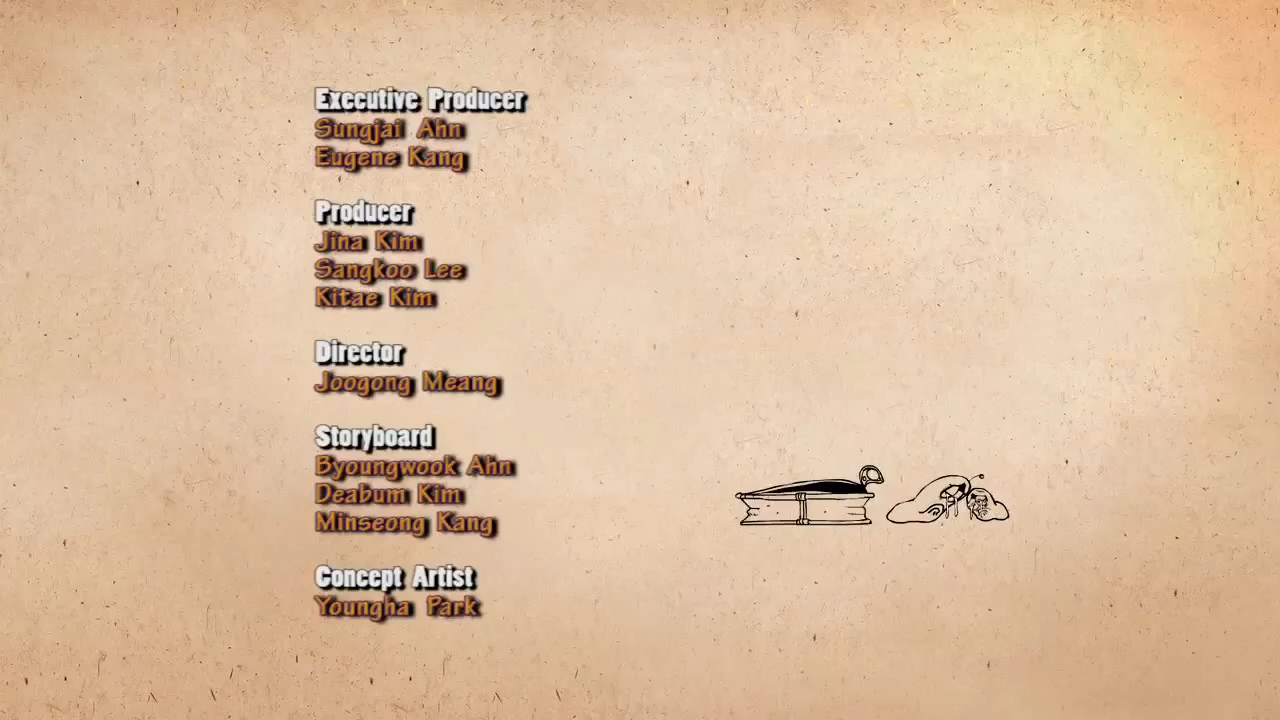 Executive Producer
Sungjai Ahn
Eugene Kang
Producer
Jina Kim
Sangkoo Lee
Kitae Kim
Director
Joogong Meang
Storyboard
Byoungwook Ahn
Deabum Kim
Minseong Kang
Concept Artist
Youngha Park